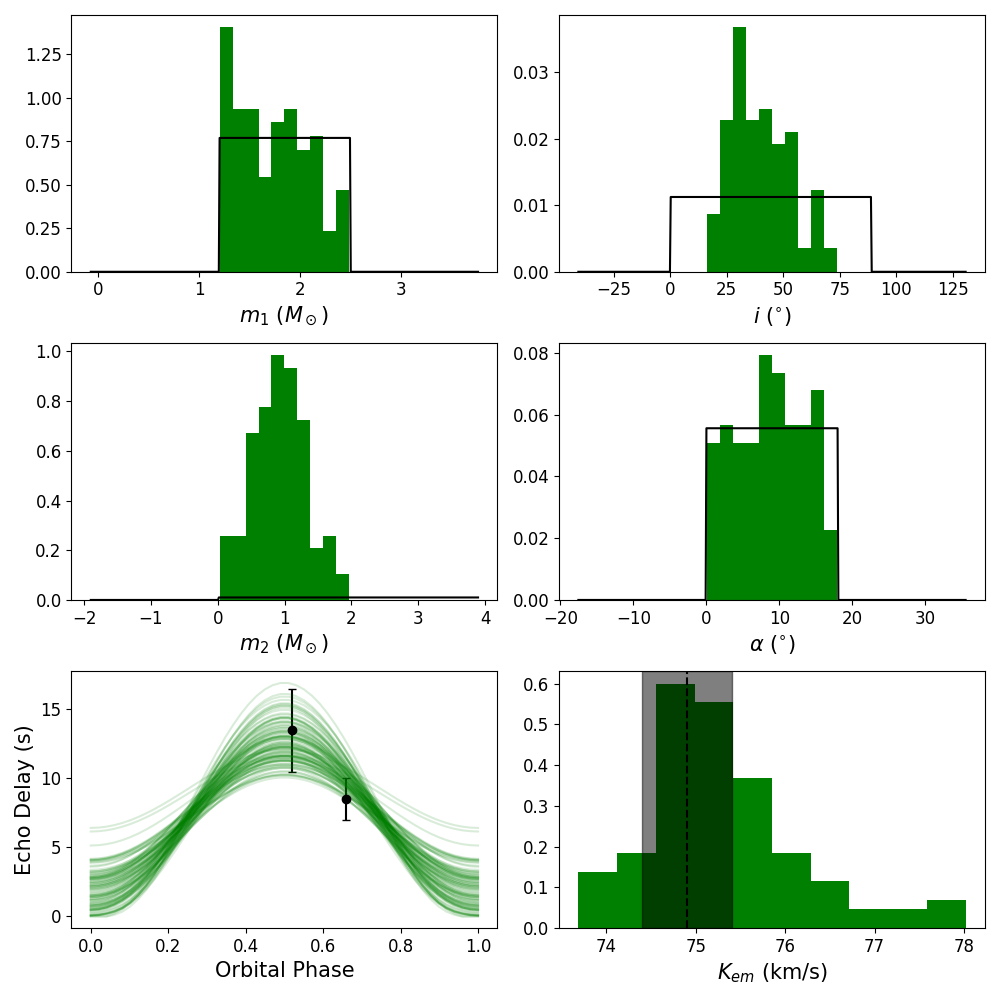 1.25
1.00
0.75
0.50
0.25
0.00
0 1 2 3
m₁ (M⊙)
0.03
0.02
0.01
0.00
−25 0 25 50 75 100 125
i (°)
1.0
0.8
0.6
0.4
0.2
0.0
−2 −1 0 1 2 3 4
m₂ (M⊙)
0.08
0.06
0.04
0.02
0.00
−20 −10 0 10 20 30
α (°)
Echo Delay (s)
15
10
5
0
0.0 0.2 0.4 0.6 0.8 1.0
Orbital Phase
0.6
0.5
0.4
0.3
0.2
0.1
0.0
74 75 76 77 78
K_em (km/s)